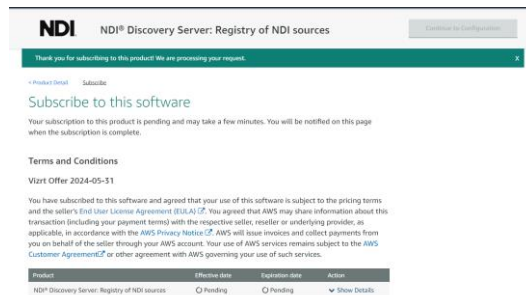 NDI
NDI® Discovery Server: Registry of NDI sources
Continue to Configuration
Thank you for subscribing to this product! We are processing your request.
X
< Product Detail Subscribe
Subscribe to this software
Your subscription to this product is pending and may take a few minutes. You will be notified on this page
when the subscription is complete.
Terms and Conditions
Vizrt Offer 2024-05-31
You have subscribed to this software and agreed that your use of this software is subject to the pricing terms
and the seller's End User License Agreement (EULA). You agreed that AWS may share information about this
transaction (including your payment terms) with the respective seller, reseller or underlying provider, as
applicable, in accordance with the AWS Privacy Notice. AWS will issue invoices and collect payments from
you on behalf of the seller through your AWS account. Your use of AWS services remains subject to the AWS
Customer Agreement or other agreement with AWS governing your use of such services.
Product Effective date Expiration date Action
NDI® Discovery Server: Registry of NDI sources Pending Pending Show Details